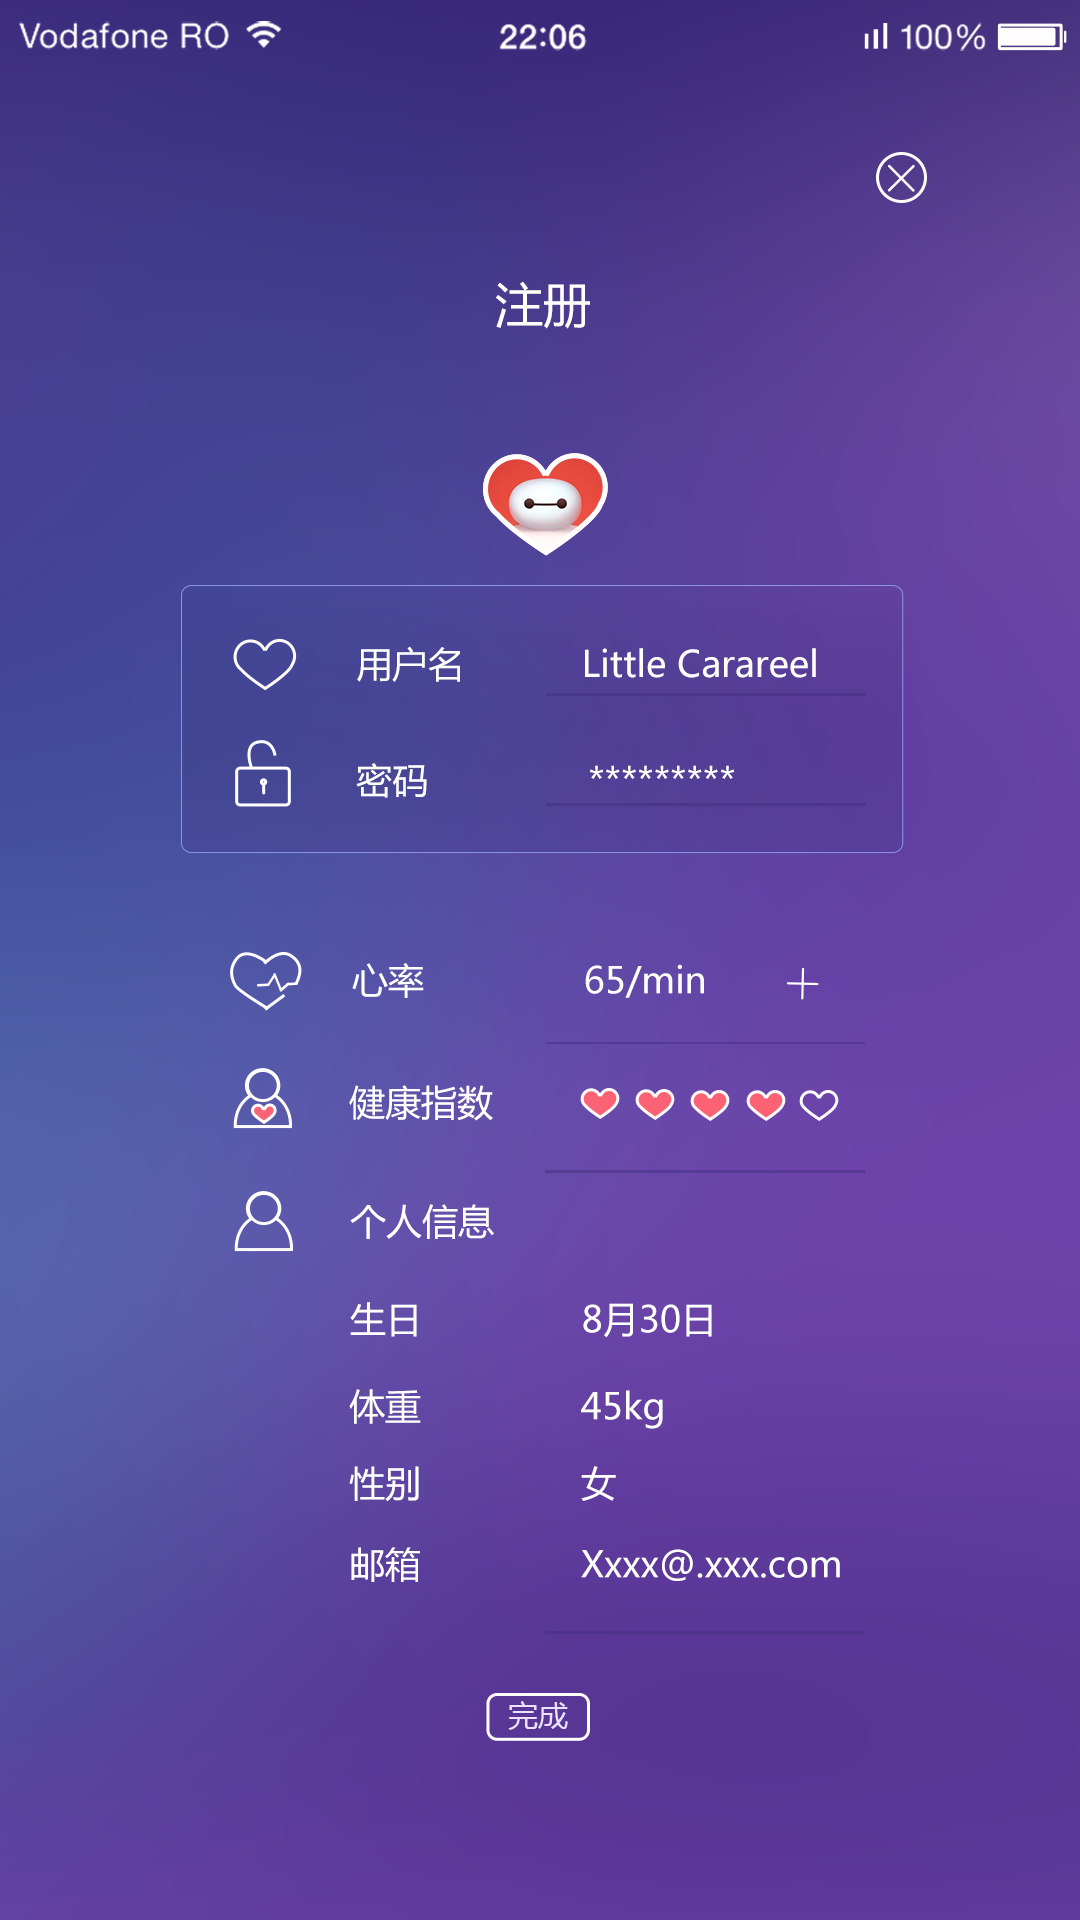 Vodafone RO 22:06 100%
注册
用户名 Little Carareel
密码 *********
心率 65/min +
健康指数
个人信息
生日 8月30日
体重 45kg
性别 女
邮箱 Xxxx@.xxx.com
完成